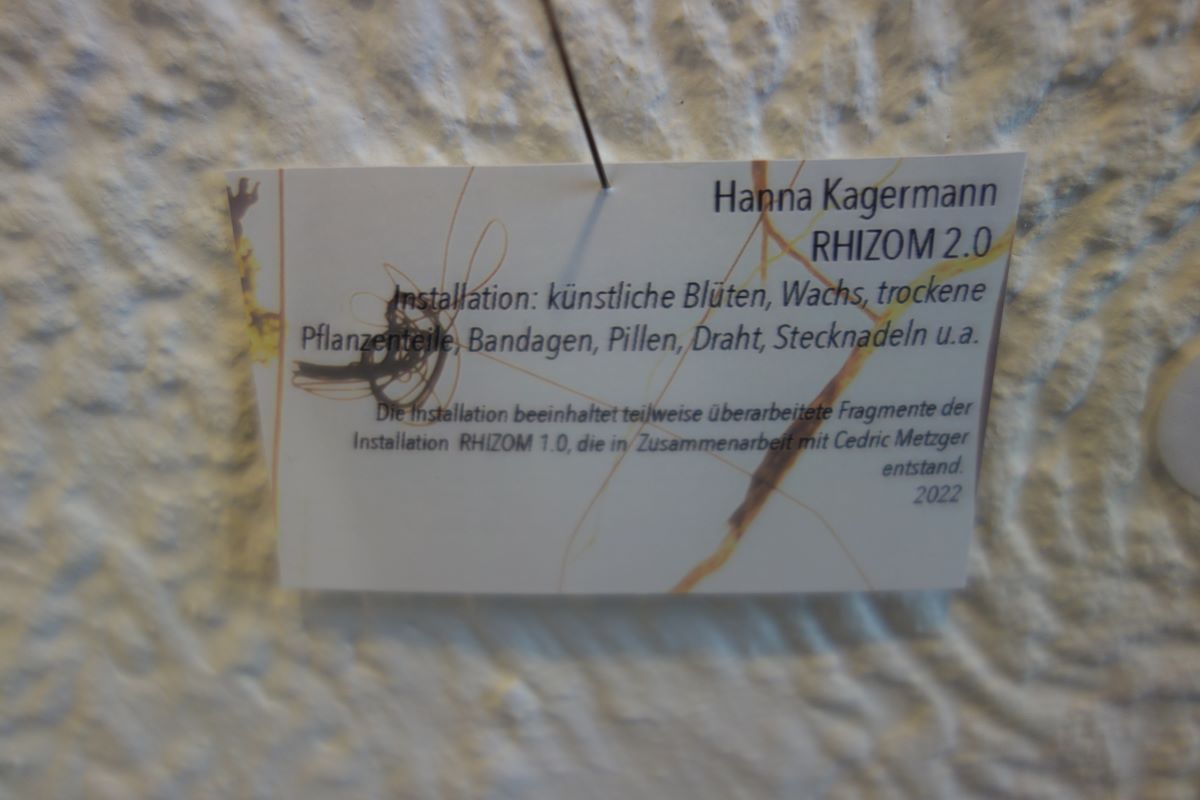 Hanna Kagermann
RHIZOM 2.0
Installation: künstliche Blüten, Wachs, trockene
Pflanzenteile, Bandagen, Pillen, Draht, Stecknadeln u.a.
Die Installation beeinhaltet teilweise überarbeitete Fragmente der
Installation RHIZOM 1.0, die in Zusammenarbeit mit Cedric Metzger
entstand.
2022